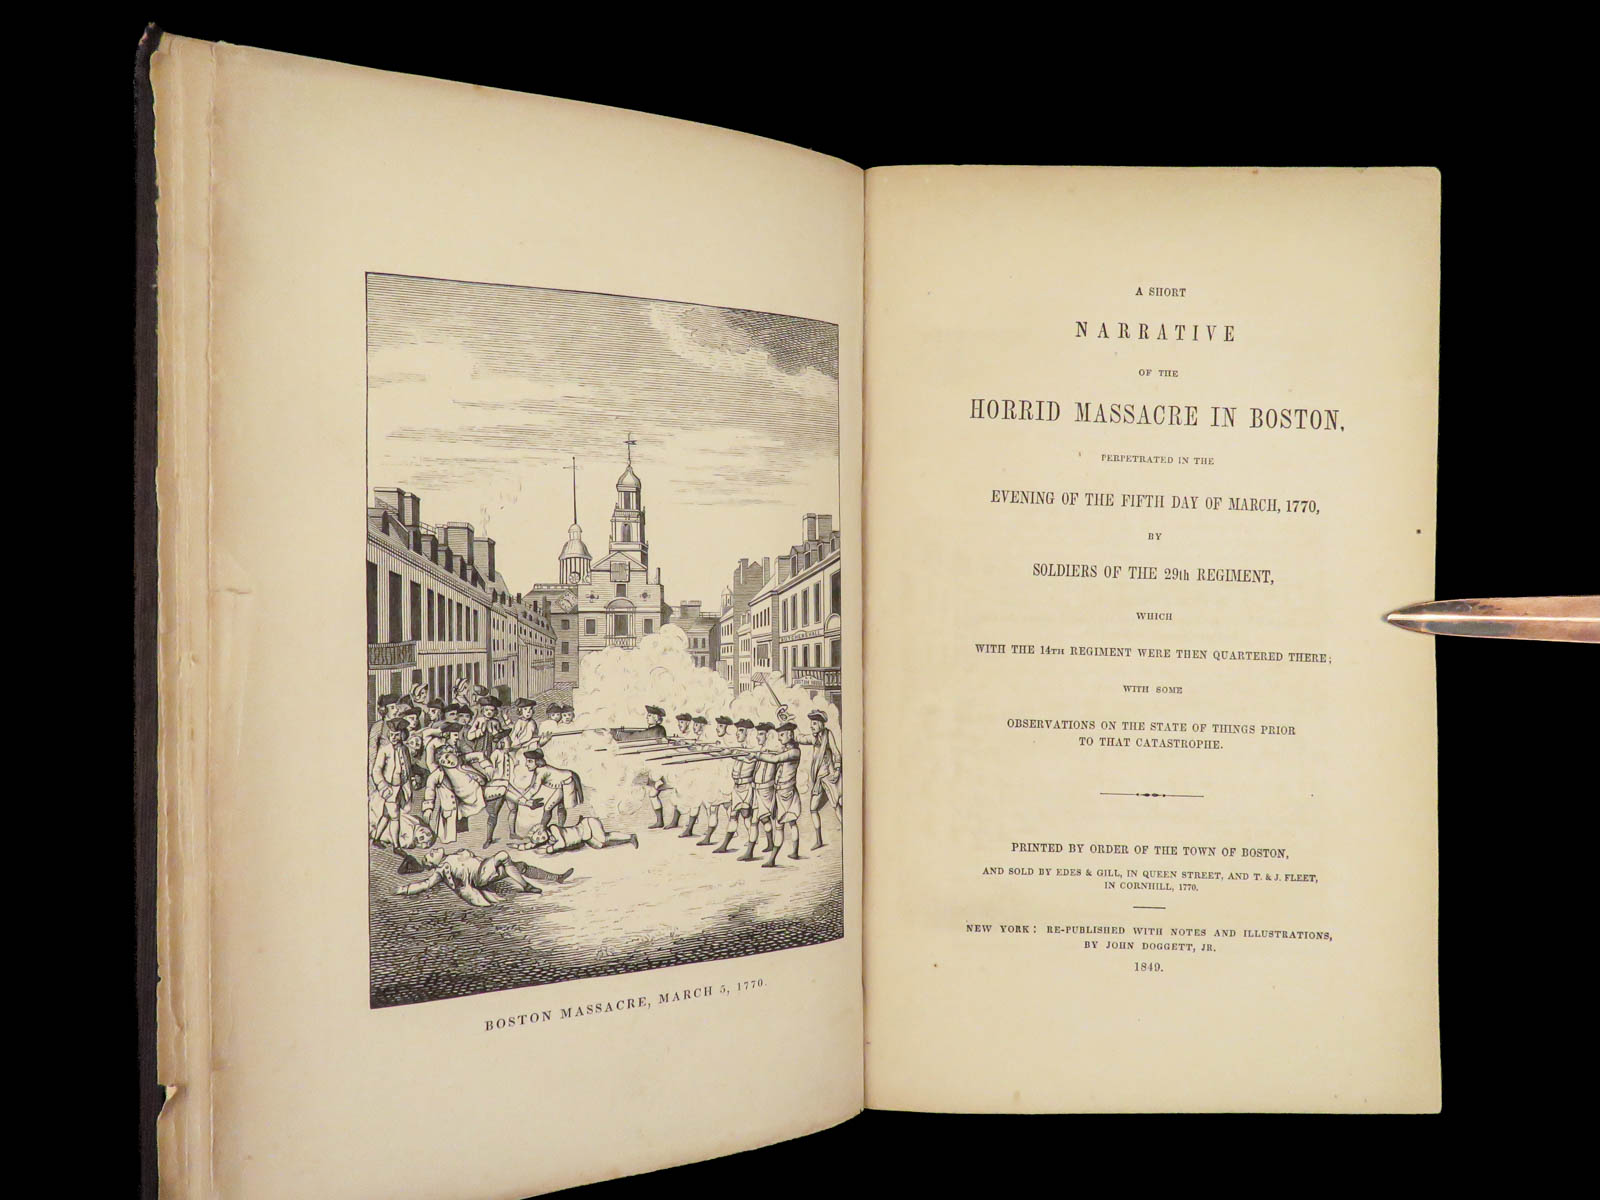 BOSTON MASSACRE, MARCH 5, 1770.
A SHORT
NARRATIVE
OF THE
HORRID MASSACRE IN BOSTON,
PERPETRATED IN THE
EVENING OF THE FIFTH DAY OF MARCH, 1770,
BY
SOLDIERS OF THE 29th REGIMENT,
WHICH
WITH THE 14TH REGIMENT WERE THEN QUARTERED THERE;
WITH SOME
OBSERVATIONS ON THE STATE OF THINGS PRIOR
TO THAT CATASTROPHE.
PRINTED BY ORDER OF THE TOWN OF BOSTON,
AND SOLD BY EDES & GILL, IN QUEEN STREET, AND T. & J. FLEET,
IN CORNHILL, 1770.
NEW YORK: RE-PUBLISHED WITH NOTES AND ILLUSTRATIONS,
BY JOHN DOGGETT, JR.
1849.